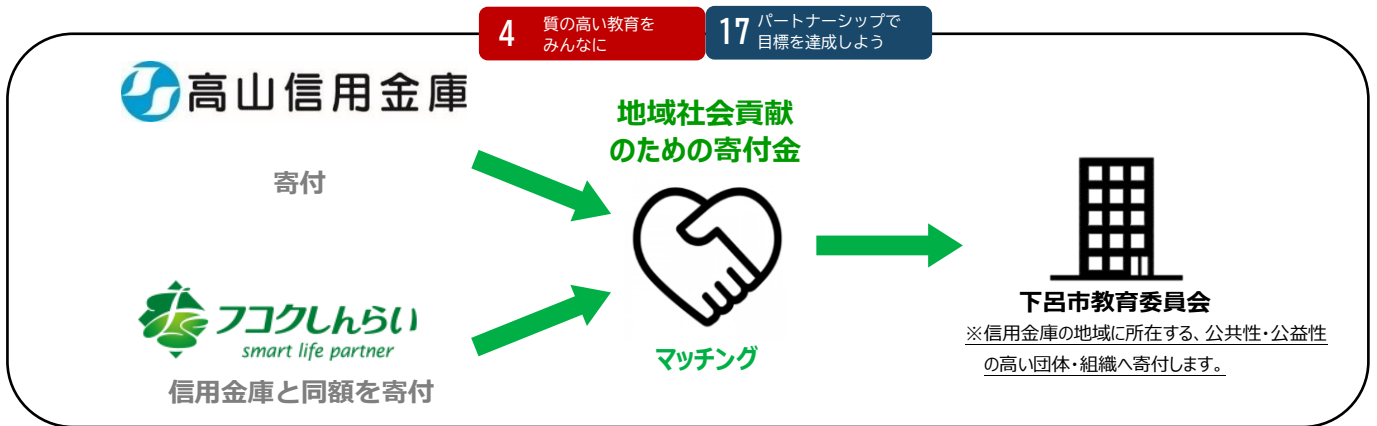 4 質の高い教育を
みんなに
17 パートナーシップで
目標を達成しよう
高山信用金庫
寄付
フコクしんらい
smart life partner
信用金庫と同額を寄付
地域社会貢献
のための寄付金
マッチング
下呂市教育委員会
※信用金庫の地域に所在する、公共性・公益性
の高い団体・組織へ寄付します。